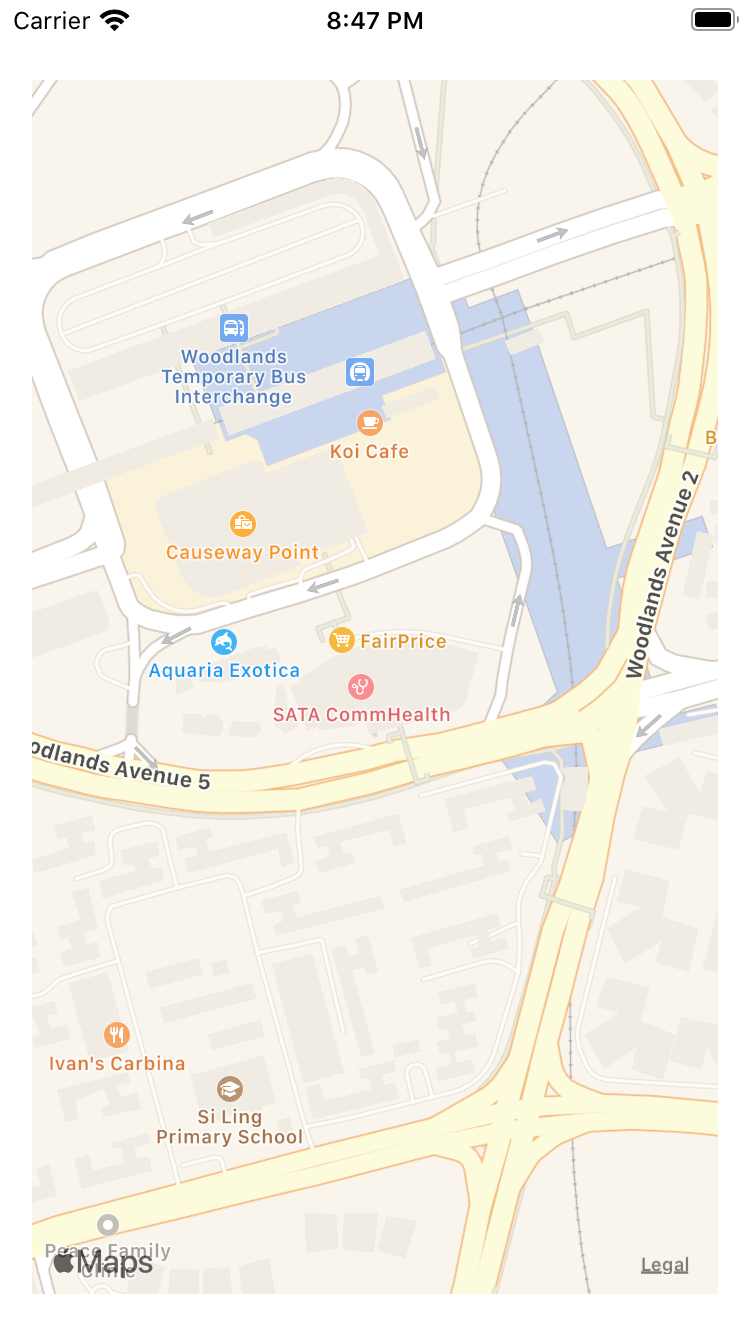 Carrier 8:47 PM
Woodlands
Temporary Bus
Interchange
Koi Cafe
B
Causeway Point
Woodlands Avenue 2
FairPrice
Aquaria Exotica
SATA CommHealth
odlands Avenue 5
Ivan's Carbina
Si Ling
Primary School
Peace Family
Clinic
Maps
Legal